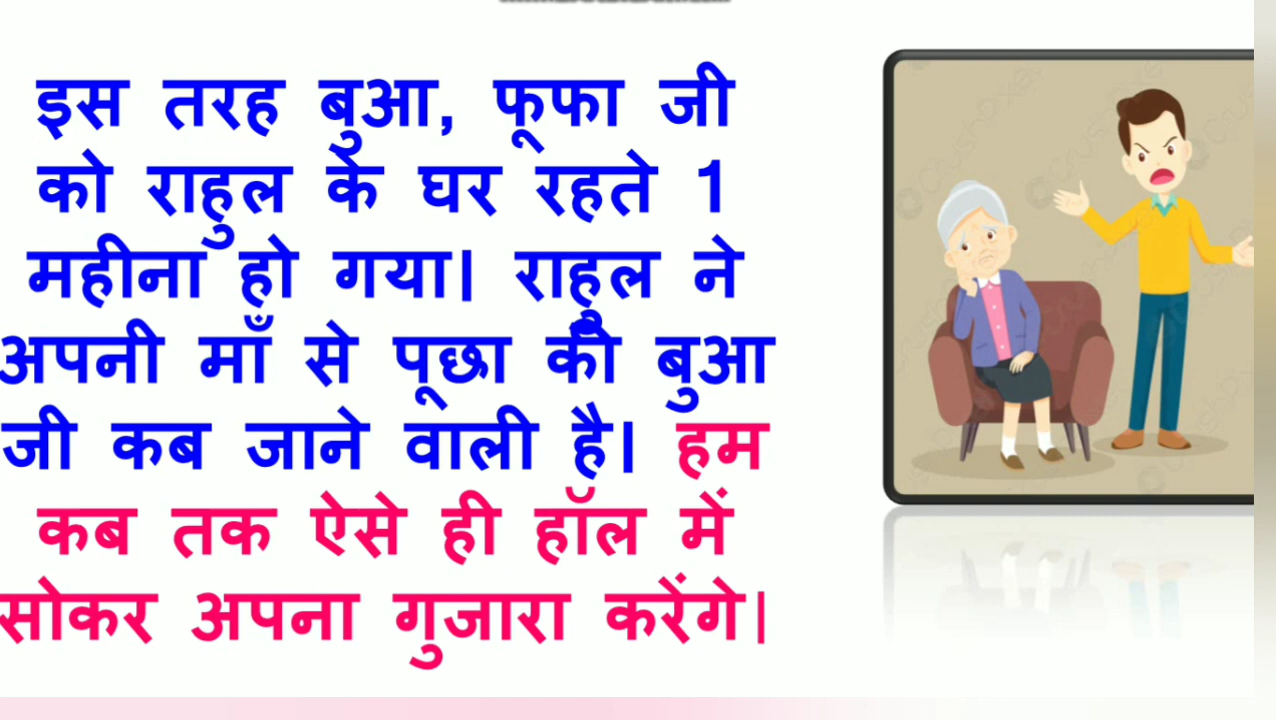 इस तरह बुआ, फूफा जी
को राहुल के घर रहते 1
महीना हो गया। राहुल ने
अपनी माँ से पूछा की बुआ
जी कब जाने वाली है। हम
कब तक ऐसे ही हॉल में
सोकर अपना गुजारा करेंगे।